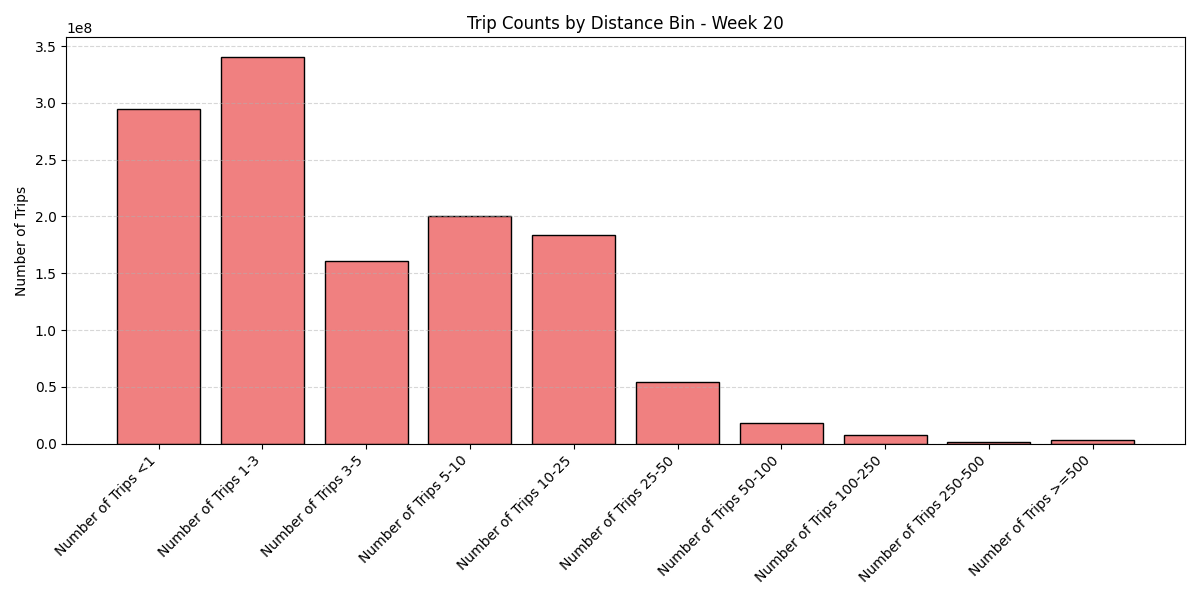 Trip Counts by Distance Bin - Week 20
1e8
3.5
3.0
2.5
2.0
1.5
1.0
0.5
0.0
Number of Trips
Number of Trips <1
Number of Trips 1-3
Number of Trips 3-5
Number of Trips 5-10
Number of Trips 10-25
Number of Trips 25-50
Number of Trips 50-100
Number of Trips 100-250
Number of Trips 250-500
Number of Trips >=500